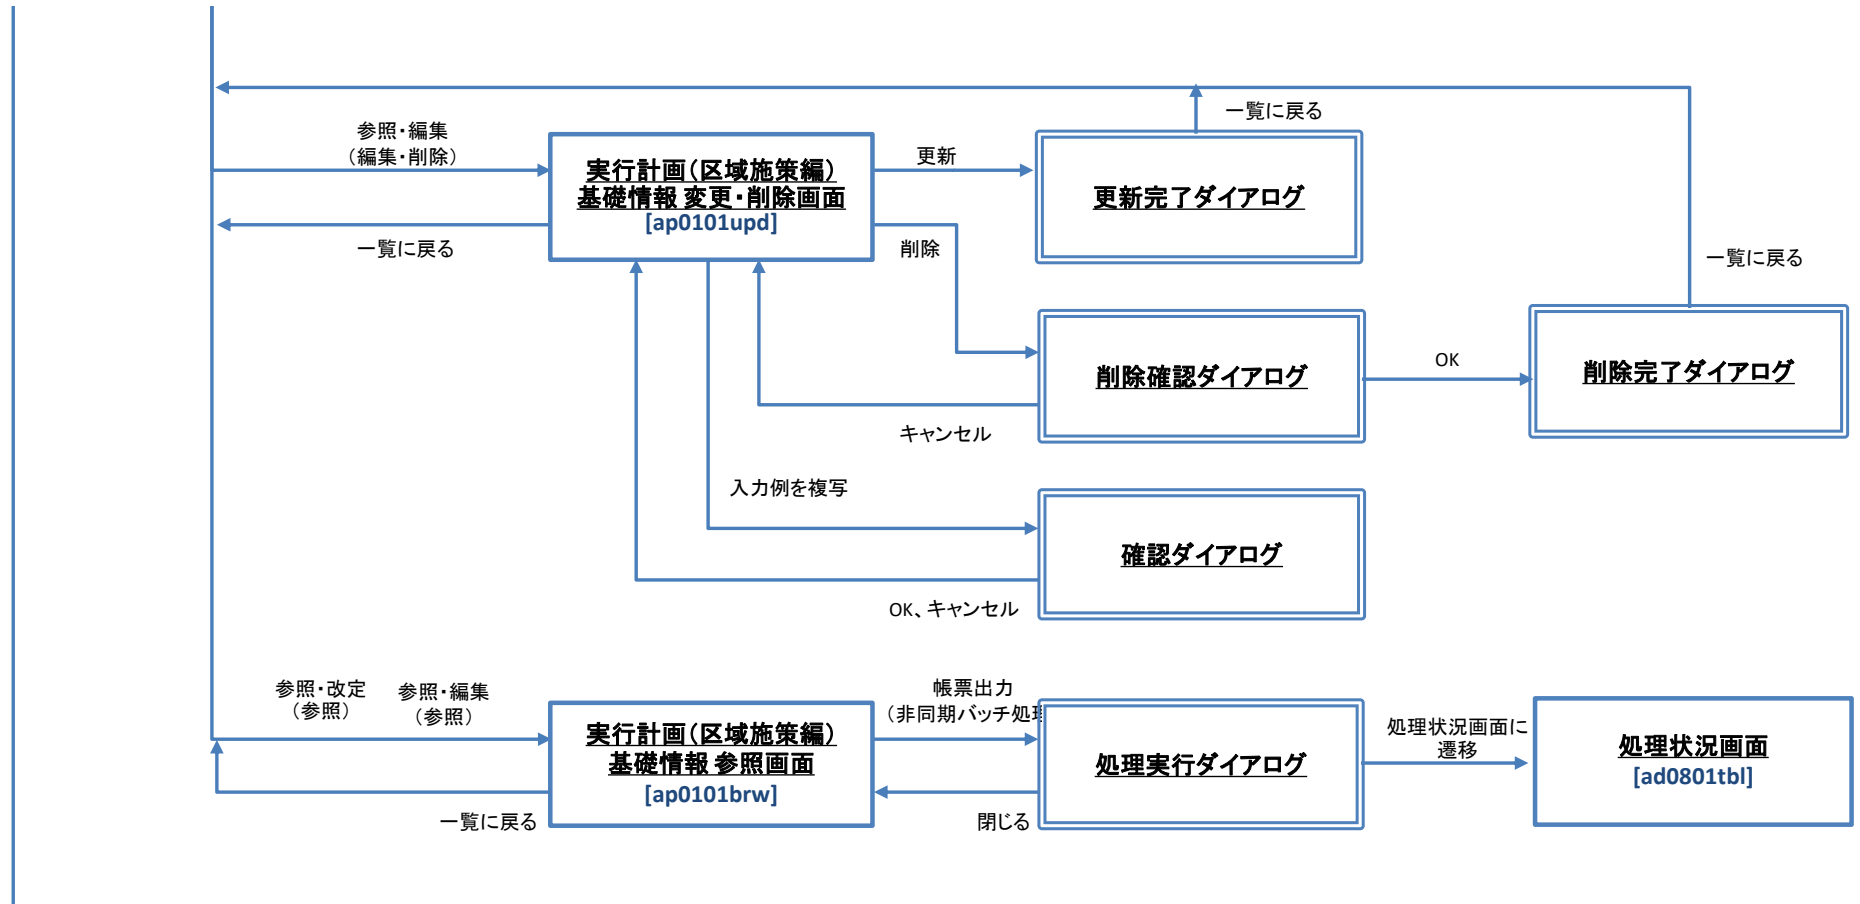 一覧に戻る
参照・編集
（編集・削除）
実行計画（区域施策編）
基礎情報 変更・削除画面
[ap0101upd]
更新
更新完了ダイアログ
一覧に戻る
削除
一覧に戻る
削除確認ダイアログ
OK
削除完了ダイアログ
キャンセル
入力例を複写
確認ダイアログ
OK、キャンセル
参照・改定
（参照）
参照・編集
（参照）
実行計画（区域施策編）
基礎情報 参照画面
[ap0101brw]
帳票出力
（非同期バッチ処理
処理実行ダイアログ
処理状況画面に
遷移
処理状況画面
[ad0801tbl]
一覧に戻る
閉じる